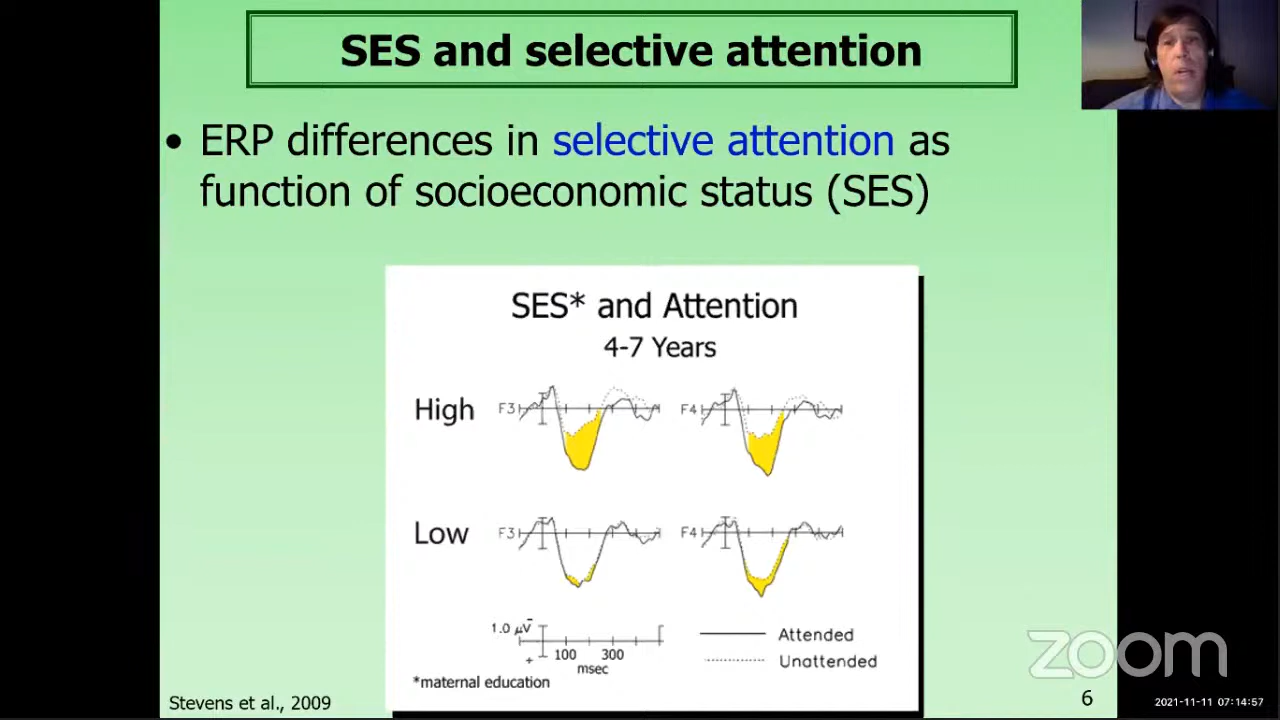 SES and selective attention
• ERP differences in selective attention as
function of socioeconomic status (SES)
SES* and Attention
4-7 Years
High
F3
F4
Low
F3
F4
1.0 μV
-
+
100 300
msec
Attended
Unattended
*maternal education
Stevens et al., 2009
6
zoom
2021-11-11 07:14:57